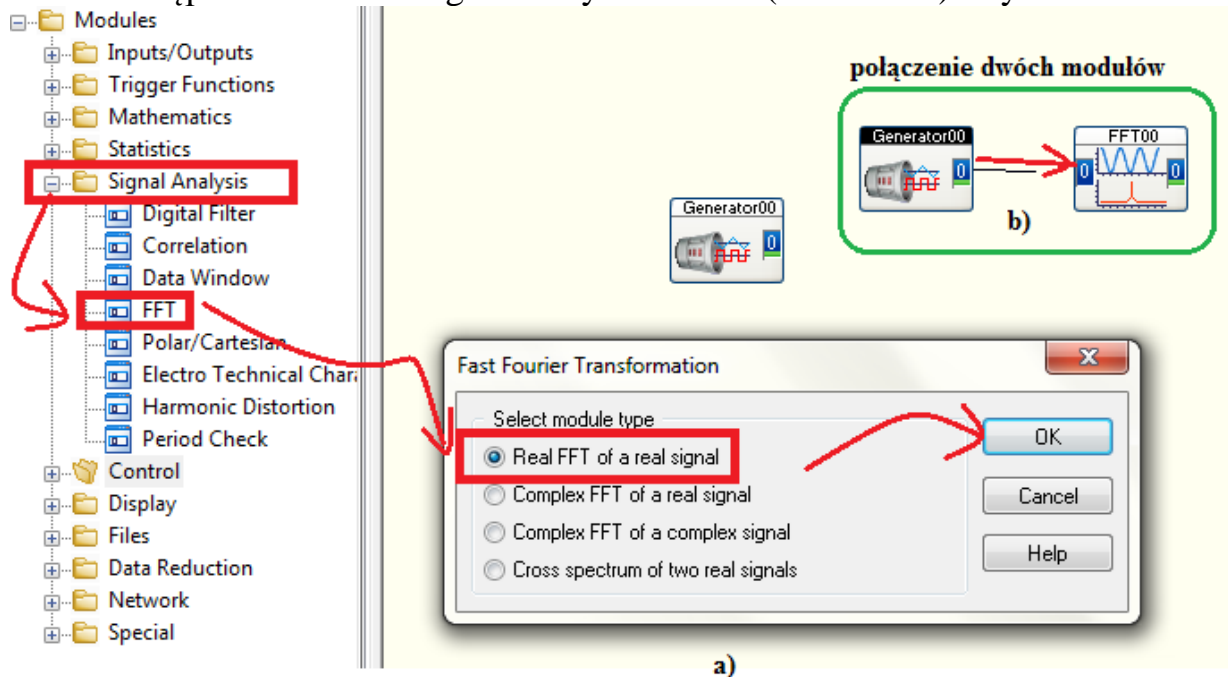 Modules
Inputs/Outputs
Trigger Functions
Mathematics
Statistics
Signal Analysis
Digital Filter
Correlation
Data Window
FFT
Polar/Cartesian
Electro Technical Chara
Harmonic Distortion
Period Check
Control
Display
Files
Data Reduction
Network
Special
połączenie dwóch modułów
Generator00
0
FFT00
0
0
b)
Generator00
0
Fast Fourier Transformation
Select module type
Real FFT of a real signal
Complex FFT of a real signal
Complex FFT of a complex signal
Cross spectrum of two real signals
OK
Cancel
Help
a)